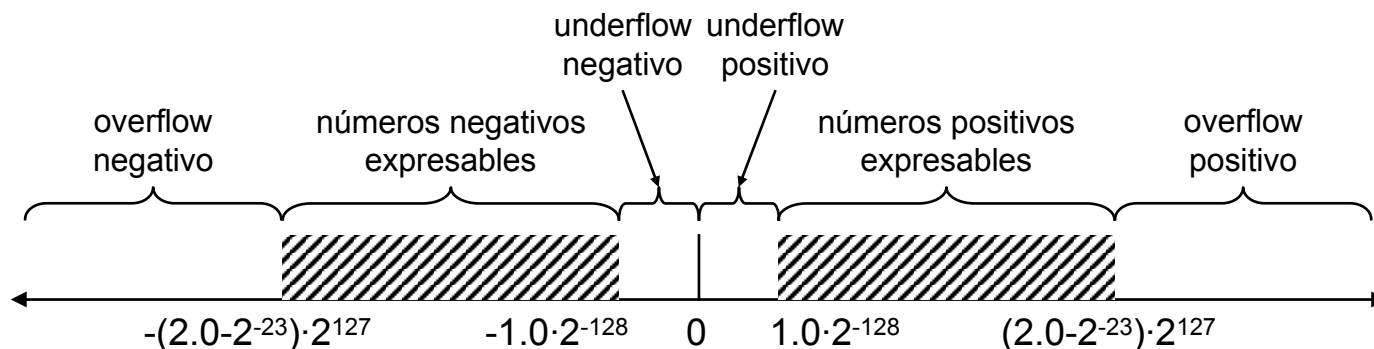 underflow underflow
negativo positivo
overflow números negativos números positivos overflow
negativo expresables expresables positivo
-(2.0-2⁻²³)·2¹²⁷ -1.0·2⁻¹²⁸ 0 1.0·2⁻¹²⁸ (2.0-2⁻²³)·2¹²⁷